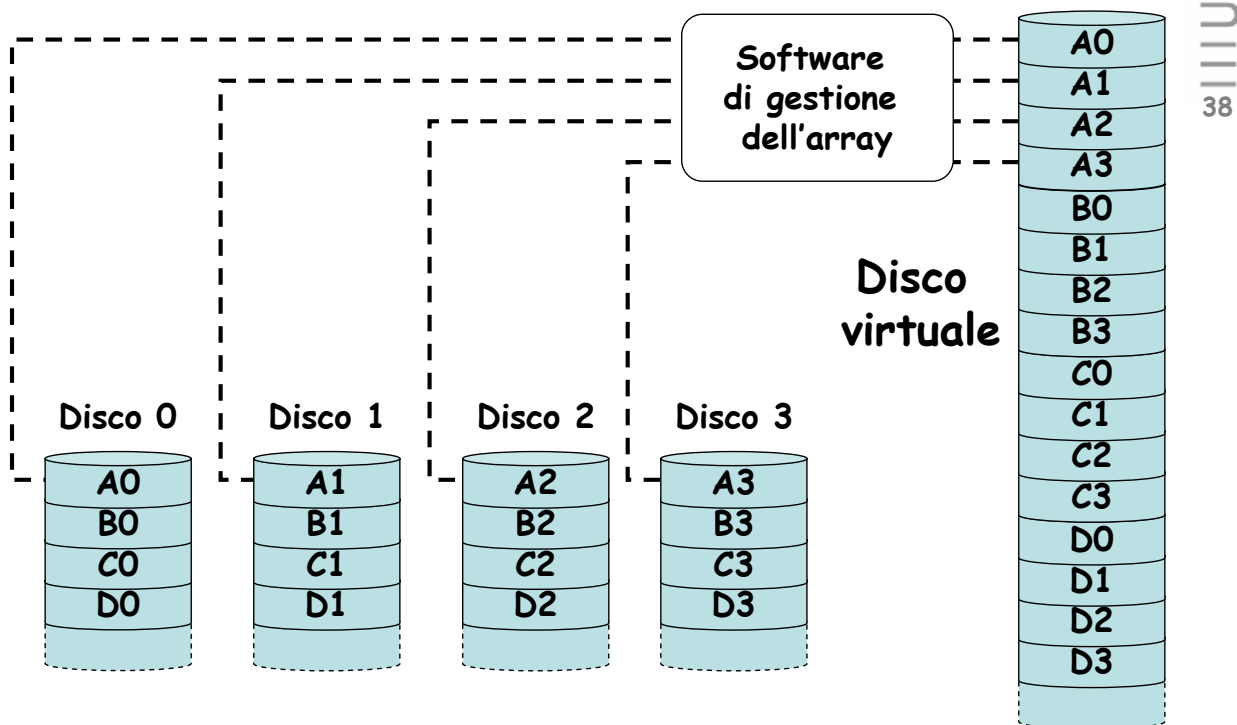 Software
di gestione
dell'array
A0
A1
A2
A3
B0
B1
B2
B3
C0
C1
C2
C3
D0
D1
D2
D3
38
Disco
virtuale
Disco 0
Disco 1
Disco 2
Disco 3
A0
B0
C0
D0
A1
B1
C1
D1
A2
B2
C2
D2
A3
B3
C3
D3